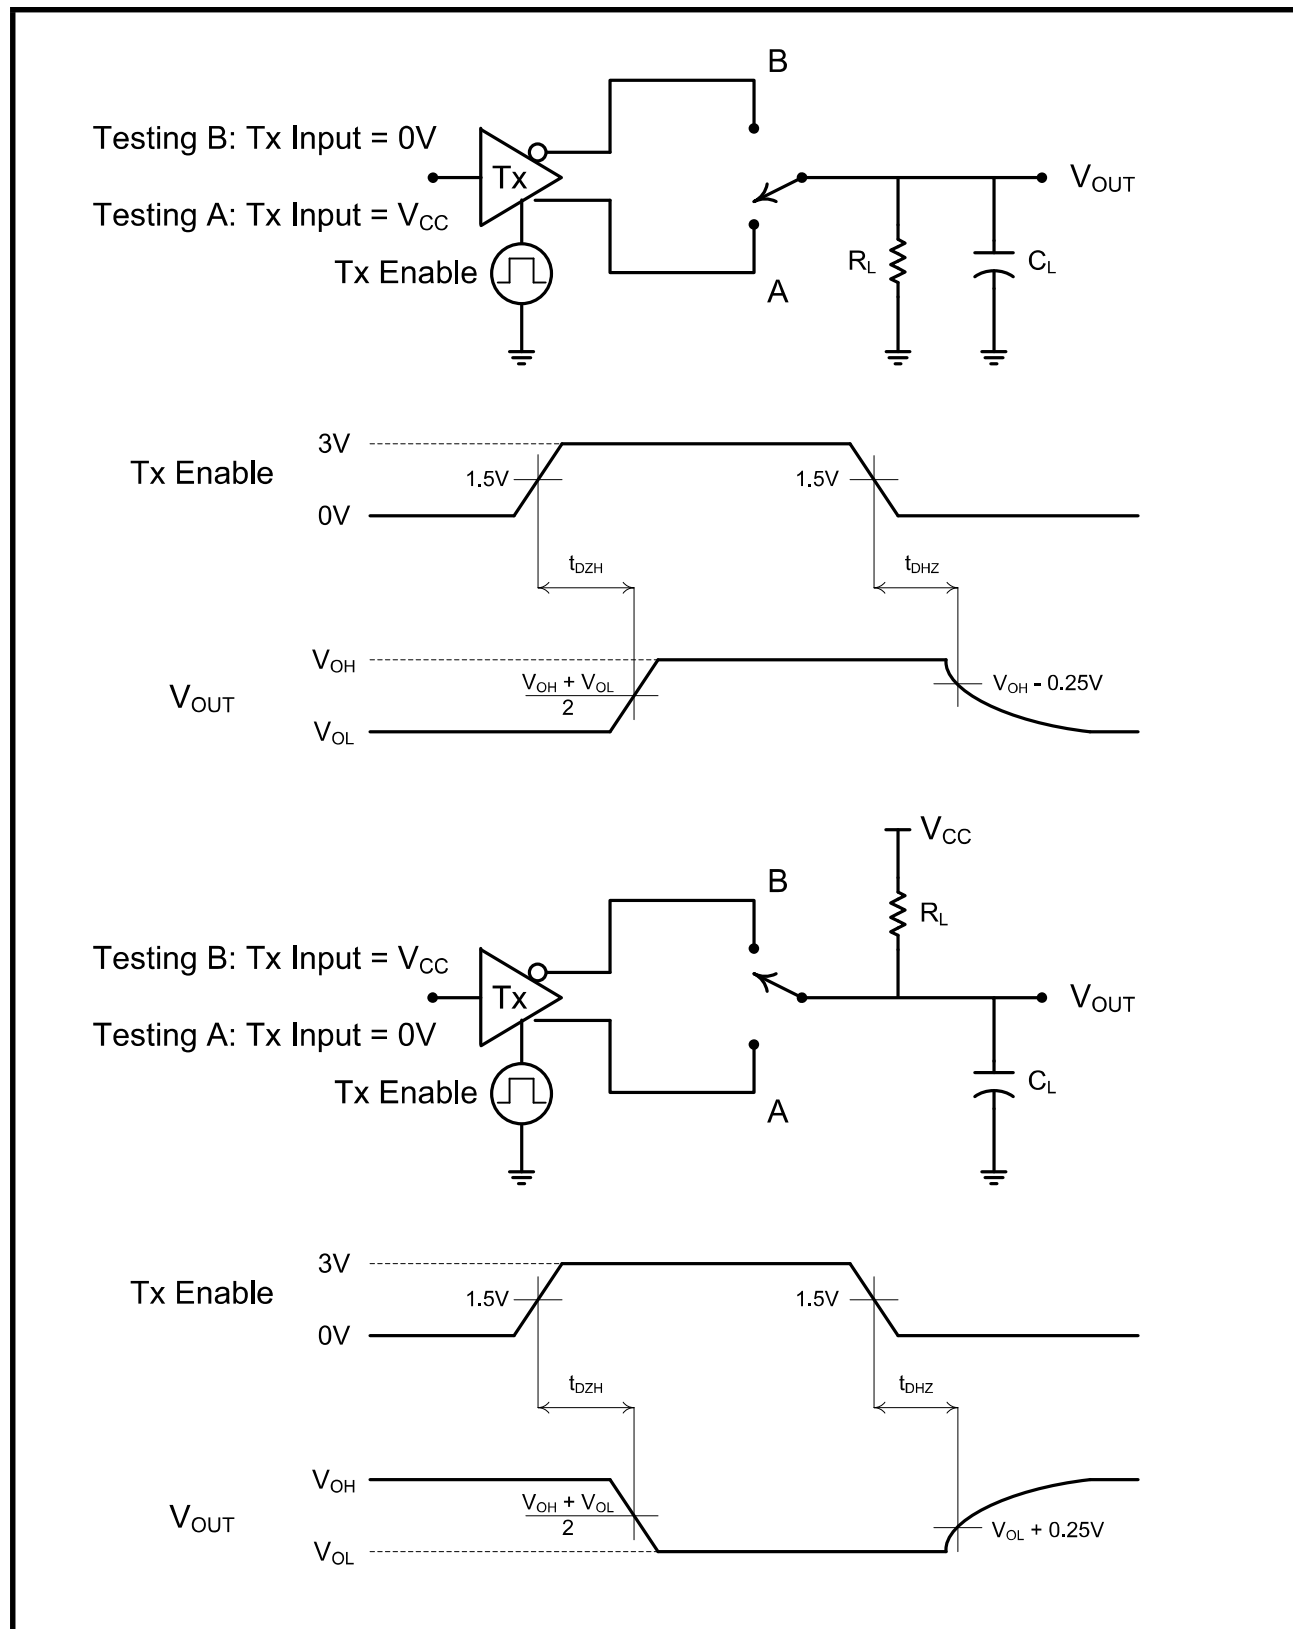 B
Testing B: Tx Input = 0V
Tx
V_OUT
Testing A: Tx Input = V_CC
R_L
C_L
Tx Enable
A
3V
Tx Enable
1.5V
1.5V
0V
t_DZH
t_DHZ
V_OH
V_OH + V_OL
2
V_OH - 0.25V
V_OUT
V_OL
V_CC
B
R_L
Testing B: Tx Input = V_CC
Tx
V_OUT
Testing A: Tx Input = 0V
C_L
Tx Enable
A
3V
Tx Enable
1.5V
1.5V
0V
t_DZH
t_DHZ
V_OH
V_OH + V_OL
2
V_OUT
V_OL + 0.25V
V_OL